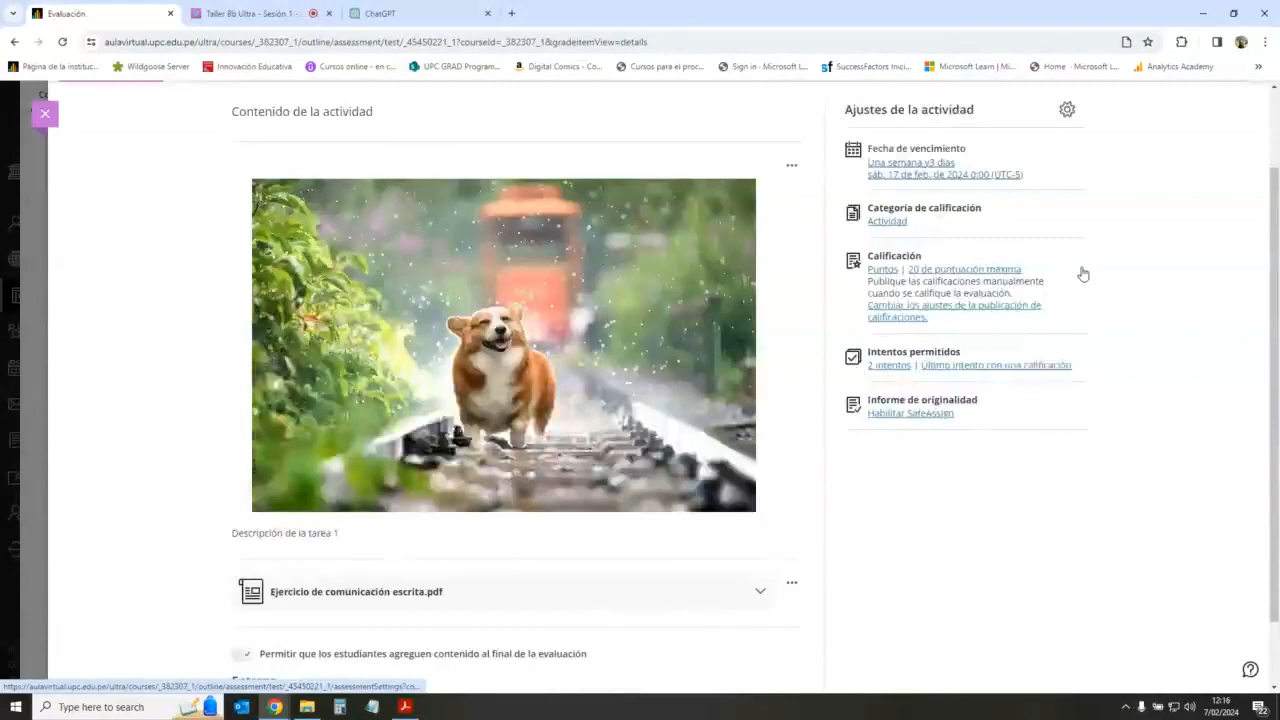 Evaluación
Taller Bb Ultra - Sesión 1 -
ChatGPT
aulavirtual.upc.edu.pe/ultra/courses/_382307_1/outline/assessment/test/_45450221_1?courseId=_382307_1&gradeitemView=details
Página de la instituc...
Wildgoose Server
Innovación Educativa
Cursos online - en c...
UPC GRAD Program...
Digital Comics - Co...
Cursos para el proc...
Sign in - Microsoft L...
SuccessFactors Inici...
Microsoft Learn | Mi...
Home - Microsoft L...
Analytics Academy
Contenido de la actividad
Descripción de la tarea 1
Ejercicio de comunicación escrita.pdf
Permitir que los estudiantes agreguen contenido al final de la evaluación
Ajustes de la actividad
Fecha de vencimiento
Una semana y3 días
sáb, 17 de feb. de 2024 0:00 (UTC-5)
Categoría de calificación
Actividad
Calificación
Puntos | 20 de puntuación máxima
Publique las calificaciones manualmente
cuando se califique la evaluación.
Cambiar los ajustes de la publicación de
calificaciones.
Intentos permitidos
2 intentos | Último intento con una calificación
Informe de originalidad
Habilitar SafeAssign
https://aulavirtual.upc.edu.pe/ultra/courses/_382307_1/outline/assessment/test/_45450221_1/assessmentSettings?co...
Type here to search
12:16
7/02/2024
22